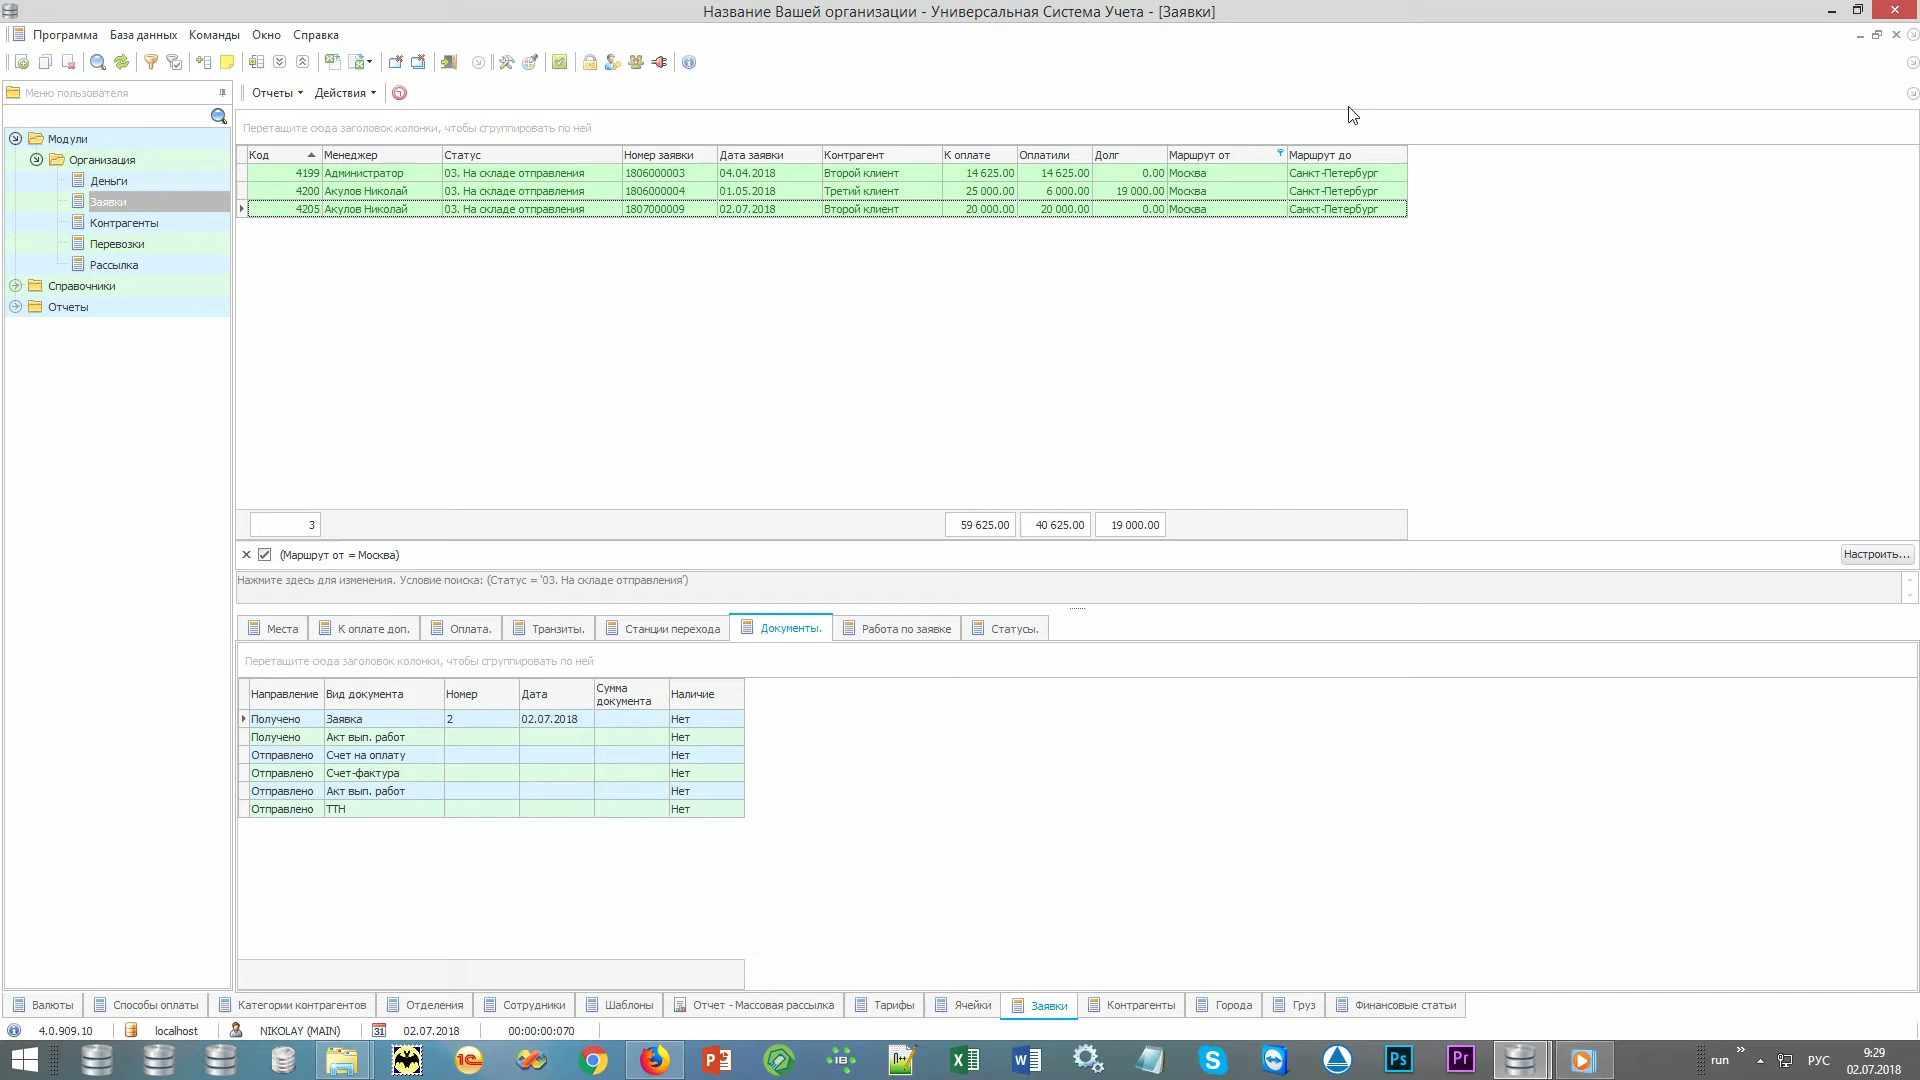 Название Вашей организации - Универсальная Система Учета - [Заявки]
Программа База данных Команды Окно Справка
Меню пользователя
Отчеты Действия
Перетащите сюда заголовок колонки, чтобы сгруппировать по ней
Модули
Организация
Деньги
Заявки
Контрагенты
Перевозки
Рассылка
Справочники
Отчеты
Код Менеджер Статус Номер заявки Дата заявки Контрагент К оплате Оплатили Долг Маршрут от Маршрут до
4199 Администратор 03. На складе отправления 1806000003 04.04.2018 Второй клиент 14 625.00 14 625.00 0.00 Москва Санкт-Петербург
4200 Акулов Николай 03. На складе отправления 1806000004 01.05.2018 Третий клиент 25 000.00 6 000.00 19 000.00 Москва Санкт-Петербург
4205 Акулов Николай 03. На складе отправления 1807000009 02.07.2018 Второй клиент 20 000.00 20 000.00 0.00 Москва Санкт-Петербург
3 59 625.00 40 625.00 19 000.00
(Маршрут от = Москва) Настроить...
Нажмите здесь для изменения. Условие поиска: (Статус = '03. На складе отправления')
Места К оплате доп. Оплата. Транзиты. Станции перехода Документы. Работа по заявке Статусы.
Перетащите сюда заголовок колонки, чтобы сгруппировать по ней
Направление Вид документа Номер Дата Сумма документа Наличие
Получено Заявка 2 02.07.2018 Нет
Получено Акт вып. работ Нет
Отправлено Счет на оплату Нет
Отправлено Счет-фактура Нет
Отправлено Акт вып. работ Нет
Отправлено ТТН Нет
Валюты Способы оплаты Категории контрагентов Отделения Сотрудники Шаблоны Отчет - Массовая рассылка Тарифы Ячейки Заявки Контрагенты Города Груз Финансовые статьи
4.0.909.10 localhost NIKOLAY (MAIN) 31 02.07.2018 00:00:00:070
run РУС 9:29
02.07.2018